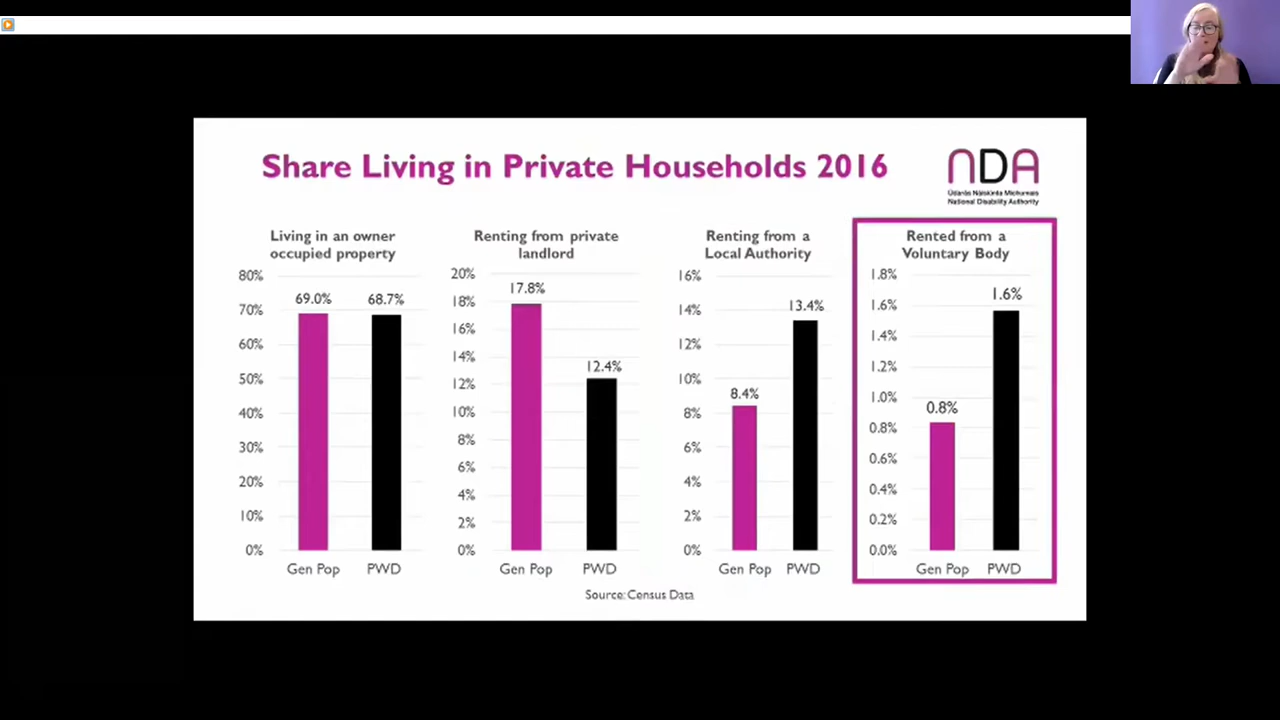 Share Living in Private Households 2016
NDA
Údarás Náisiúnta Míchumais
National Disability Authority
Living in an owner
occupied property
80%
70%
60%
50%
40%
30%
20%
10%
0%
69.0%
68.7%
Gen Pop
PWD
Renting from private
landlord
20%
18%
16%
14%
12%
10%
8%
6%
4%
2%
0%
17.8%
12.4%
Gen Pop
PWD
Renting from a
Local Authority
16%
14%
12%
10%
8%
6%
4%
2%
0%
8.4%
13.4%
Gen Pop
PWD
Rented from a
Voluntary Body
1.8%
1.6%
1.4%
1.2%
1.0%
0.8%
0.6%
0.4%
0.2%
0.0%
0.8%
1.6%
Gen Pop
PWD
Source: Census Data